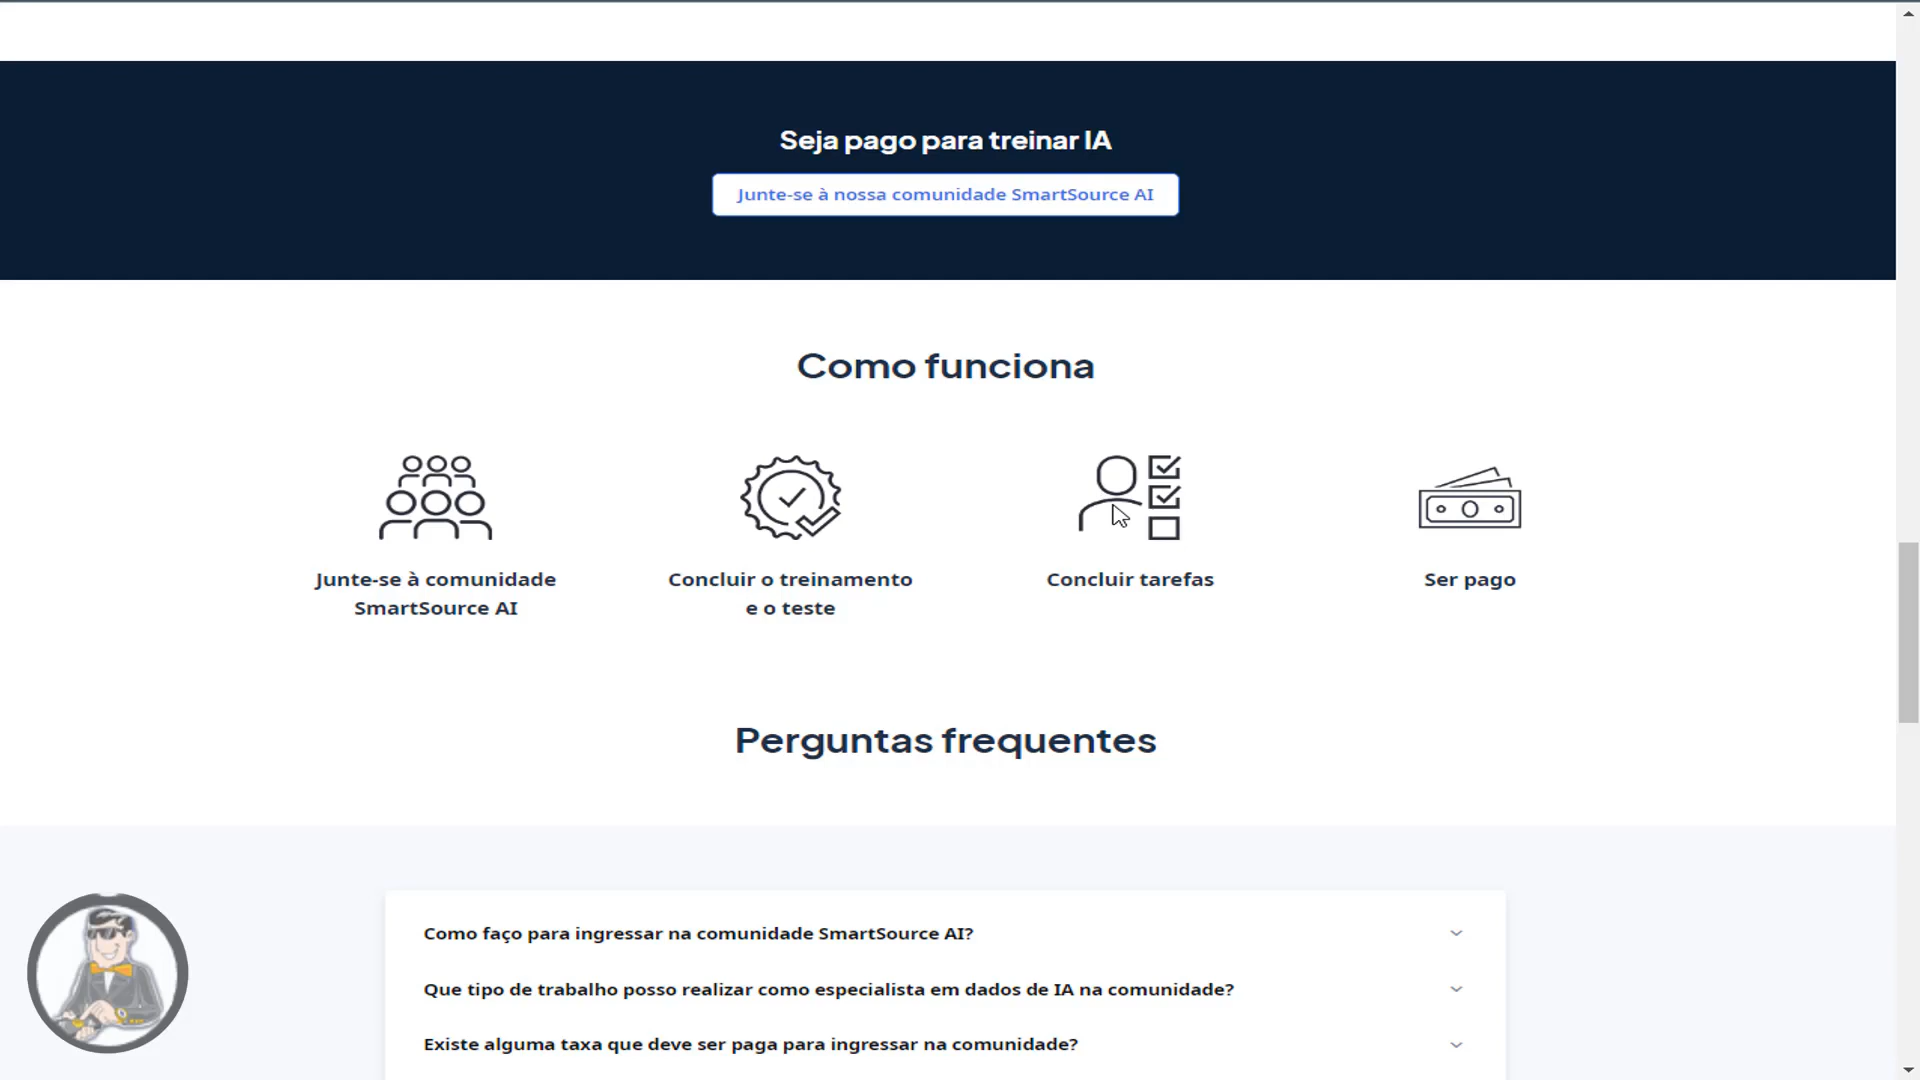 Seja pago para treinar IA
Junte-se à nossa comunidade SmartSource AI
Como funciona
Junte-se à comunidade
SmartSource AI
Concluir o treinamento
e o teste
Concluir tarefas
Ser pago
Perguntas frequentes
Como faço para ingressar na comunidade SmartSource AI?
Que tipo de trabalho posso realizar como especialista em dados de IA na comunidade?
Existe alguma taxa que deve ser paga para ingressar na comunidade?